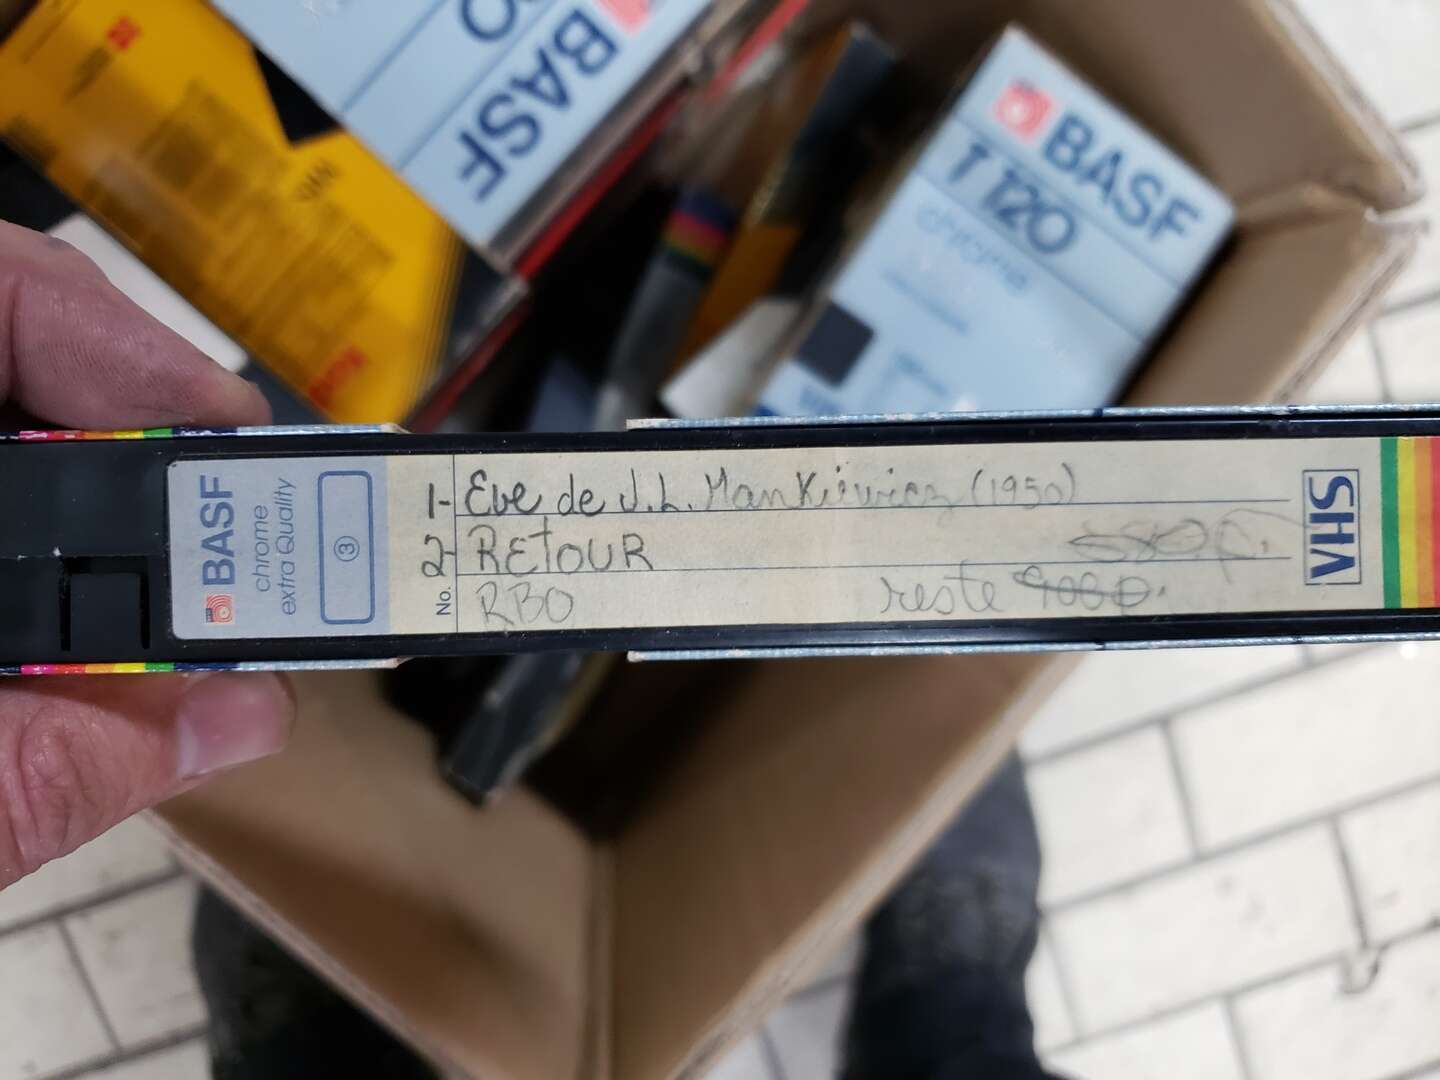 BASF
BASF
T 120
chrome
BASF
chrome
extra Quality
3
No.
1- Eve de J.L. Mankiewicz (1950)
2- RETOUR
RBO reste
VHS